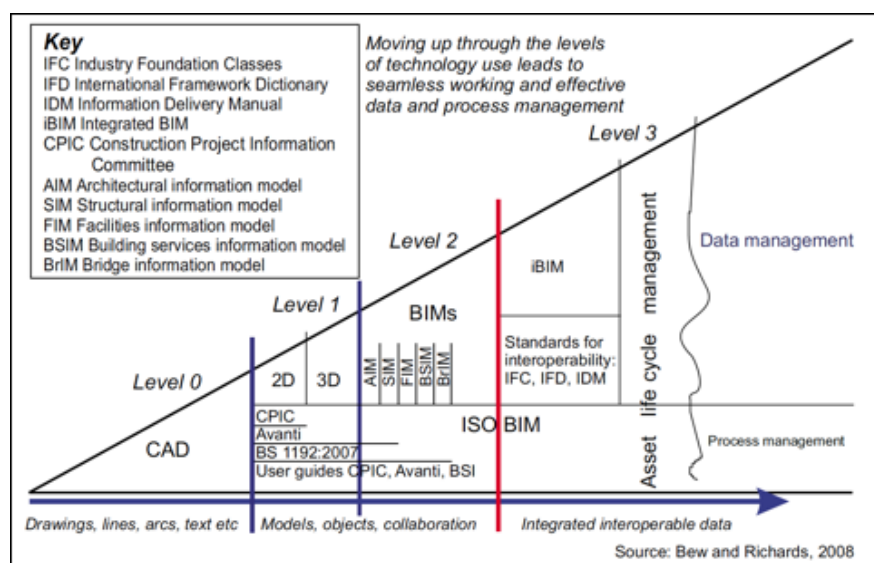 Key
IFC Industry Foundation Classes
IFD International Framework Dictionary
IDM Information Delivery Manual
iBIM Integrated BIM
CPIC Construction Project Information
Committee
AIM Architectural information model
SIM Structural information model
FIM Facilities information model
BSIM Building services information model
BrIM Bridge information model
Moving up through the levels
of technology use leads to
seamless working and effective
data and process management
Level 3
Level 2
Level 1
Level 0
Data management
iBIM
BIMs
Standards for
interoperability:
IFC, IFD, IDM
2D
3D
AIM
SIM
FIM
BSIM
BrIM
Asset life cycle management
CAD
CPIC
Avanti
BS 1192:2007
User guides CPIC, Avanti, BSI
ISO BIM
Process management
Drawings, lines, arcs, text etc
Models, objects, collaboration
Integrated interoperable data
Source: Bew and Richards, 2008